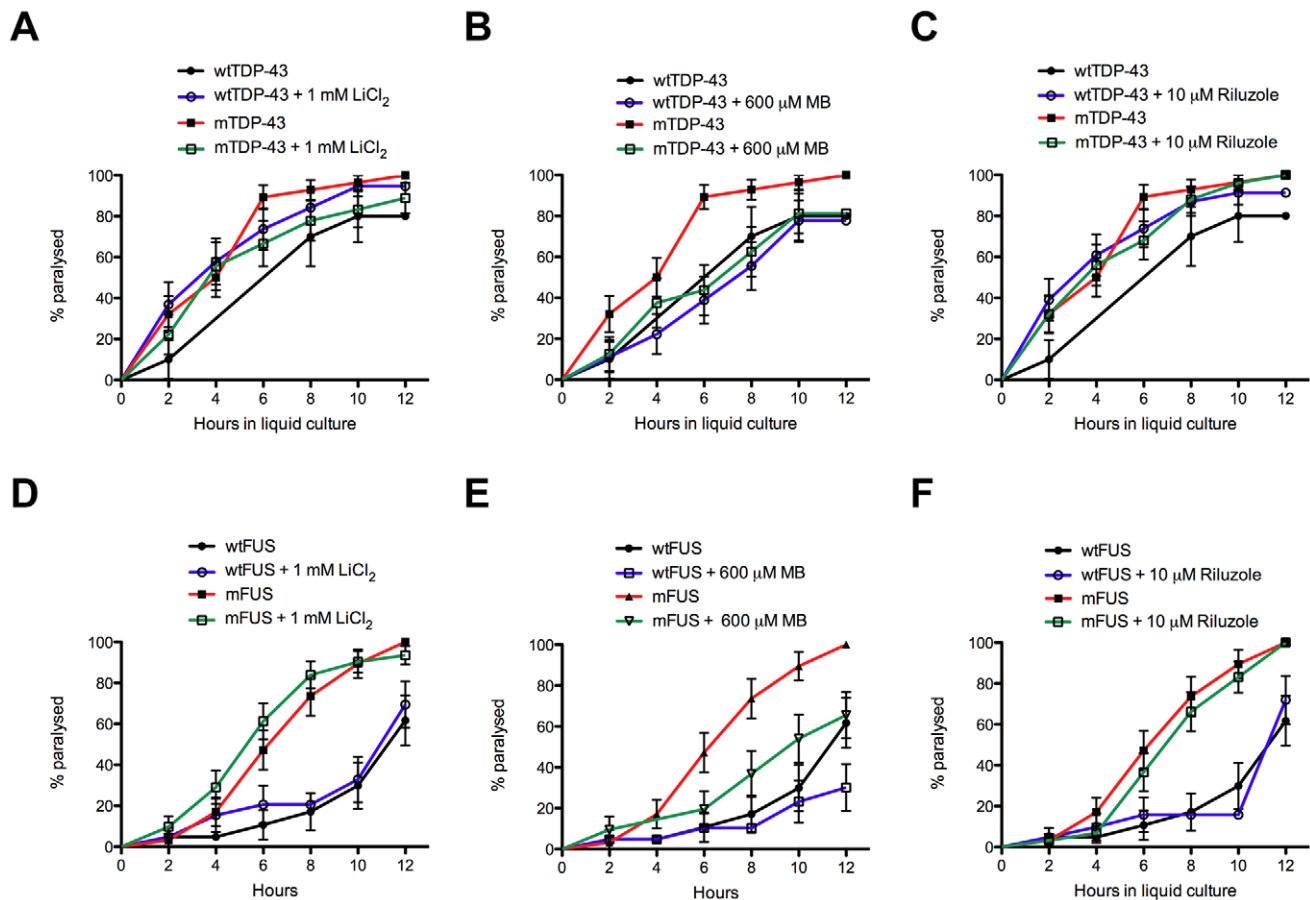 A
wtTDP-43
wtTDP-43 + 1 mM LiCl2
mTDP-43
mTDP-43 + 1 mM LiCl2
% paralysed
100
80
60
40
20
0
0 2 4 6 8 10 12
Hours in liquid culture
B
wtTDP-43
wtTDP-43 + 600 μM MB
mTDP-43
mTDP-43 + 600 μM MB
% paralysed
100
80
60
40
20
0
0 2 4 6 8 10 12
Hours in liquid culture
C
wtTDP-43
wtTDP-43 + 10 μM Riluzole
mTDP-43
mTDP-43 + 10 μM Riluzole
% paralysed
100
80
60
40
20
0
0 2 4 6 8 10 12
Hours in liquid culture
D
wtFUS
wtFUS + 1 mM LiCl2
mFUS
mFUS + 1 mM LiCl2
% paralysed
100
80
60
40
20
0
0 2 4 6 8 10 12
Hours
E
wtFUS
wtFUS + 600 μM MB
mFUS
mFUS + 600 μM MB
% paralysed
100
80
60
40
20
0
0 2 4 6 8 10 12
Hours
F
wtFUS
wtFUS + 10 μM Riluzole
mFUS
mFUS + 10 μM Riluzole
% paralysed
100
80
60
40
20
0
0 2 4 6 8 10 12
Hours in liquid culture